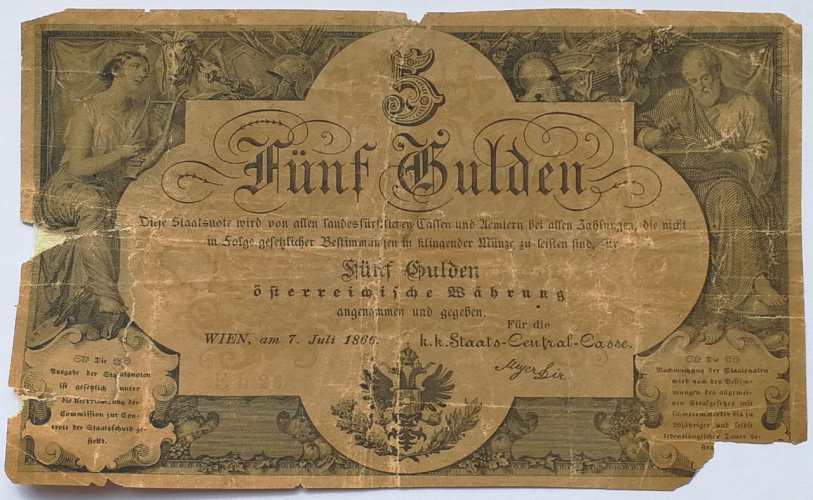 5
Fünf Gulden
Diese Staatsnote wird von allen landesfürstlichen Cassen und Aemtern bei allen Zahlungen, die nicht
in Folge gesetzlicher Bestimmungen in klingender Münze zu leisten sind, für
Fünf Gulden
österreichische Währung
angenommen und gegeben.
Für die
WIEN, am 7. Juli 1866.
k.k. Staats-Central-Casse.
Die
Ausgabe der Staatsnoten
ist gesetzlich unter
die Ueberwachung der
Commission zur Con-
trole der Staatsschuld ge-
stellt.
Die
Nachmachung der Staatsnoten
wird nach den Bestim-
mungen des allgemei-
nen Strafgesetzes mit
schwerem Kerker bis zu
20jähriger und selbst
lebenslänglicher Dauer be-